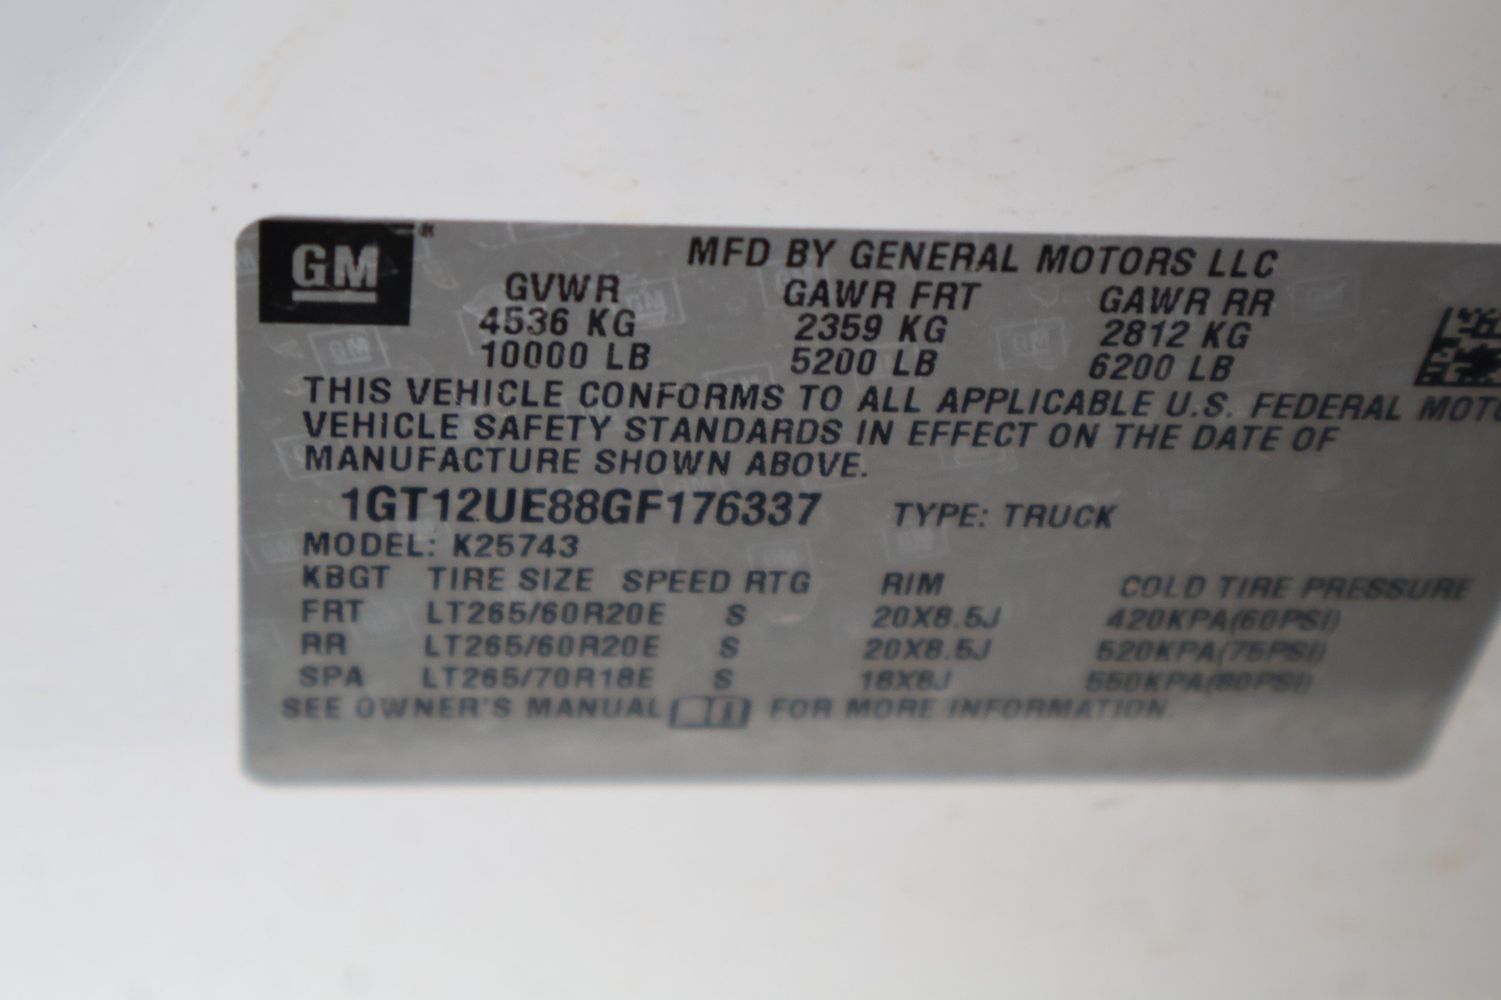 GM
MFD BY GENERAL MOTORS LLC
GVWR GAWR FRT GAWR RR
4536 KG 2359 KG 2812 KG
10000 LB 5200 LB 6200 LB
THIS VEHICLE CONFORMS TO ALL APPLICABLE U.S. FEDERAL MOTO
VEHICLE SAFETY STANDARDS IN EFFECT ON THE DATE OF
MANUFACTURE SHOWN ABOVE.
1GT12UE88GF176337 TYPE: TRUCK
MODEL: K25743
KBGT TIRE SIZE SPEED RTG RIM COLD TIRE PRESSURE
FRT LT265/60R20E S 20X8.5J 420KPA(60PSI)
RR LT265/60R20E S 20X8.5J 520KPA(75PSI)
SPA LT265/70R18E S 18X8J 550KPA(80PSI)
SEE OWNER'S MANUAL FOR MORE INFORMATION.